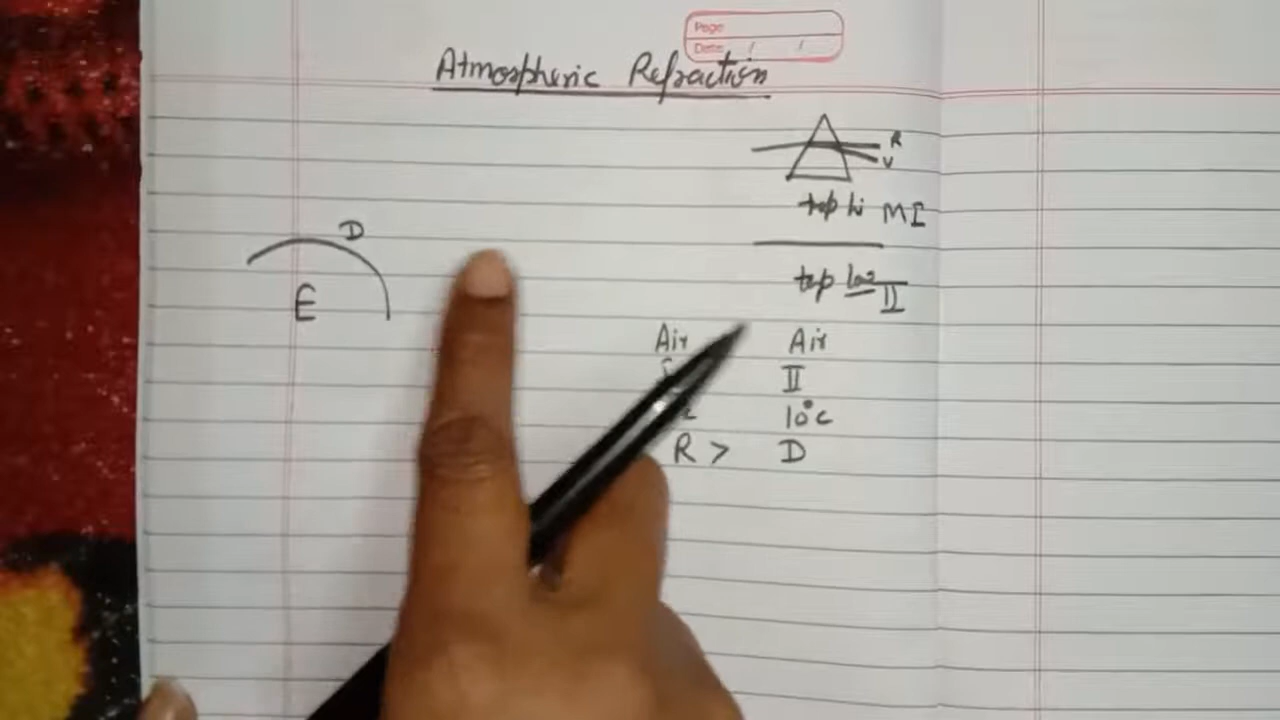 Page
Date / /
Atmospheric Refraction
R
V
top hi MI
D
top low II
E
Air Air
II
10°C
R > D